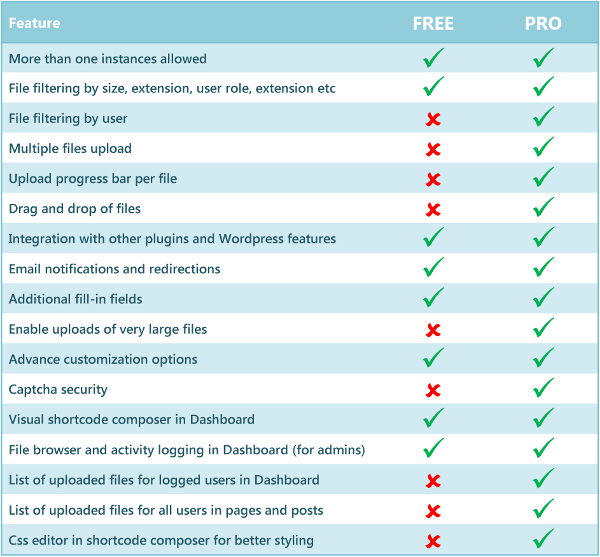 Feature FREE PRO
More than one instances allowed
File filtering by size, extension, user role, extension etc
File filtering by user
Multiple files upload
Upload progress bar per file
Drag and drop of files
Integration with other plugins and Wordpress features
Email notifications and redirections
Additional fill-in fields
Enable uploads of very large files
Advance customization options
Captcha security
Visual shortcode composer in Dashboard
File browser and activity logging in Dashboard (for admins)
List of uploaded files for logged users in Dashboard
List of uploaded files for all users in pages and posts
Css editor in shortcode composer for better styling